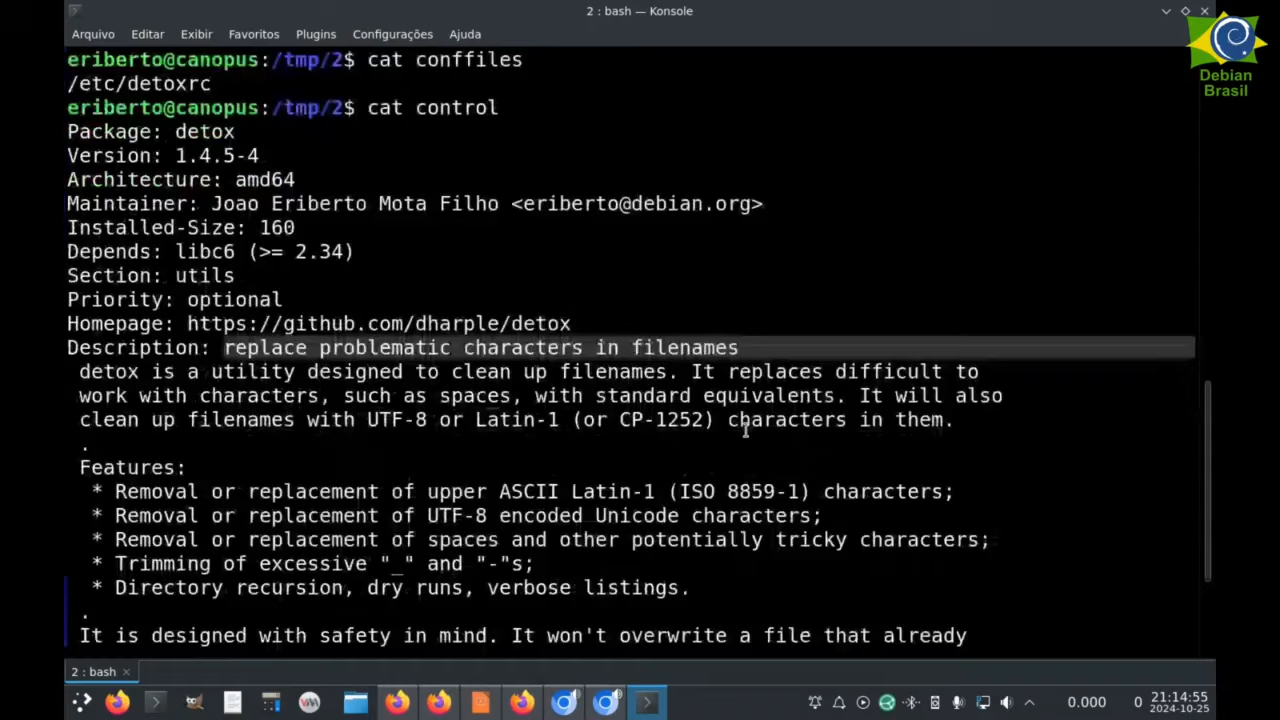 2 : bash — Konsole
Arquivo Editar Exibir Favoritos Plugins Configurações Ajuda
Debian
Brasil
eriberto@canopus:/tmp/2$ cat conffiles
/etc/detoxrc
eriberto@canopus:/tmp/2$ cat control
Package: detox
Version: 1.4.5-4
Architecture: amd64
Maintainer: Joao Eriberto Mota Filho <eriberto@debian.org>
Installed-Size: 160
Depends: libc6 (>= 2.34)
Section: utils
Priority: optional
Homepage: https://github.com/dharple/detox
Description: replace problematic characters in filenames
 detox is a utility designed to clean up filenames. It replaces difficult to
 work with characters, such as spaces, with standard equivalents. It will also
 clean up filenames with UTF-8 or Latin-1 (or CP-1252) characters in them.
 .
 Features:
  * Removal or replacement of upper ASCII Latin-1 (ISO 8859-1) characters;
  * Removal or replacement of UTF-8 encoded Unicode characters;
  * Removal or replacement of spaces and other potentially tricky characters;
  * Trimming of excessive "_" and "-"s;
  * Directory recursion, dry runs, verbose listings.
 .
 It is designed with safety in mind. It won't overwrite a file that already
2 : bash
0.000 0 21:14:55
2024-10-25